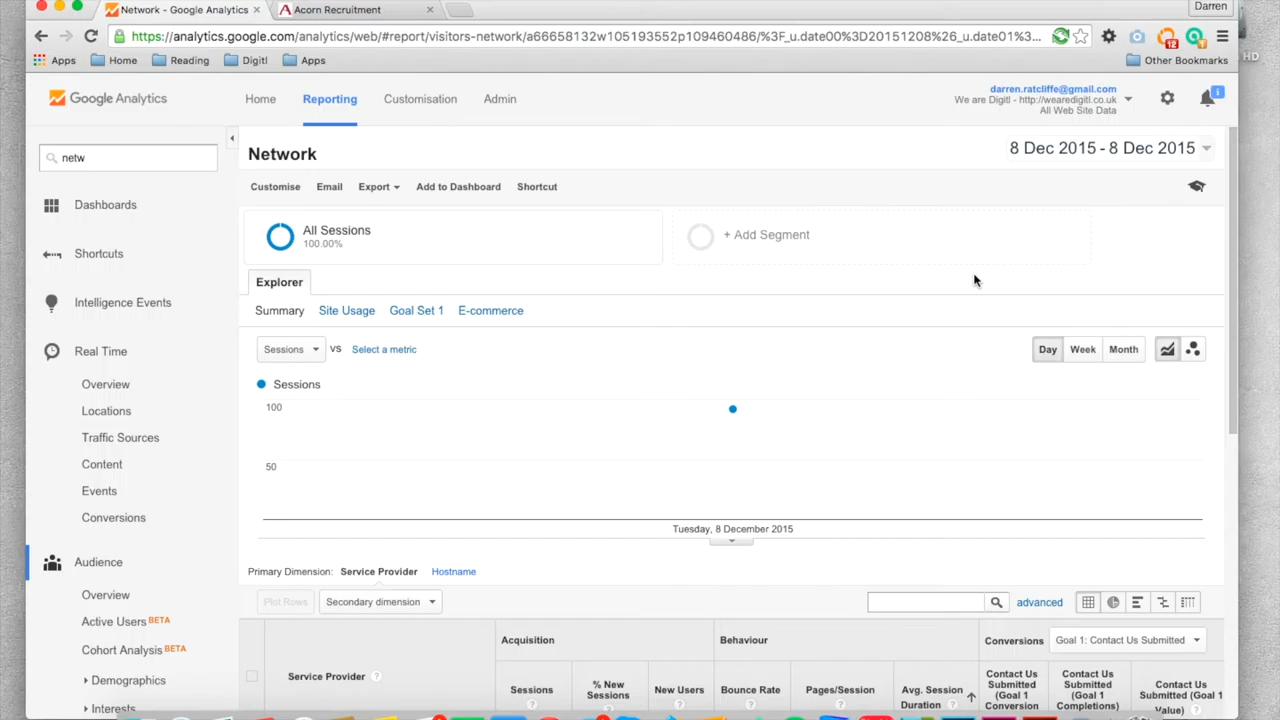 Network - Google Analytics
Acorn Recruitment
Darren
https://analytics.google.com/analytics/web/#report/visitors-network/a66658132w105193552p109460486/%3F_u.date00%3D20151208%26_u.date01%3...
12
1
Apps
Home
Reading
Digitl
Apps
Other Bookmarks
HD
Google Analytics
Home
Reporting
Customisation
Admin
darren.ratcliffe@gmail.com
We are Digitl - http://wearedigitl.co.uk
All Web Site Data
netw
Network
8 Dec 2015 - 8 Dec 2015
Customise
Email
Export
Add to Dashboard
Shortcut
Dashboards
Shortcuts
Intelligence Events
Real Time
Overview
Locations
Traffic Sources
Content
Events
Conversions
Audience
Overview
Active Users BETA
Cohort Analysis BETA
Demographics
Interests
All Sessions
100.00%
+ Add Segment
Explorer
Summary
Site Usage
Goal Set 1
E-commerce
Sessions
VS
Select a metric
Day
Week
Month
Sessions
100
50
Tuesday, 8 December 2015
Primary Dimension:
Service Provider
Hostname
Plot Rows
Secondary dimension
advanced
Service Provider ?
Acquisition
Behaviour
Conversions
Goal 1: Contact Us Submitted
Sessions
?
% New
Sessions
?
New Users
?
Bounce Rate
?
Pages/Session
?
Avg. Session
Duration ?
Contact Us
Submitted
(Goal 1
Conversion
Contact Us
Submitted
(Goal 1
Completions)
Contact Us
Submitted (Goal 1
Value) ?